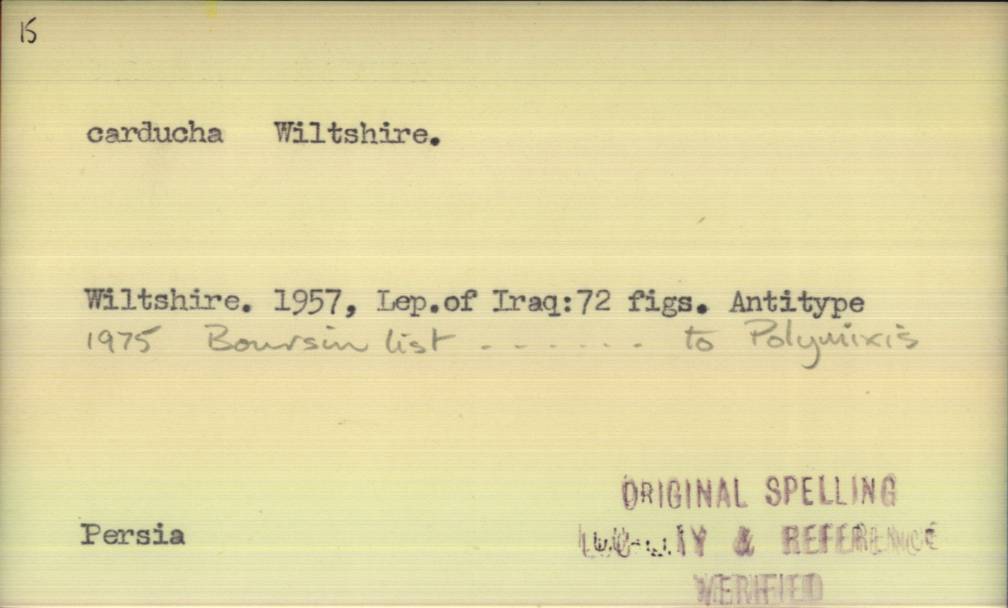 15
carducha Wiltshire.
Wiltshire. 1957, Lep.of Iraq:72 figs. Antitype
1975 Boursin list - - - - - - - to Polymixis
ORIGINAL SPELLING
Persia
& REFERENCE
VERIFIED